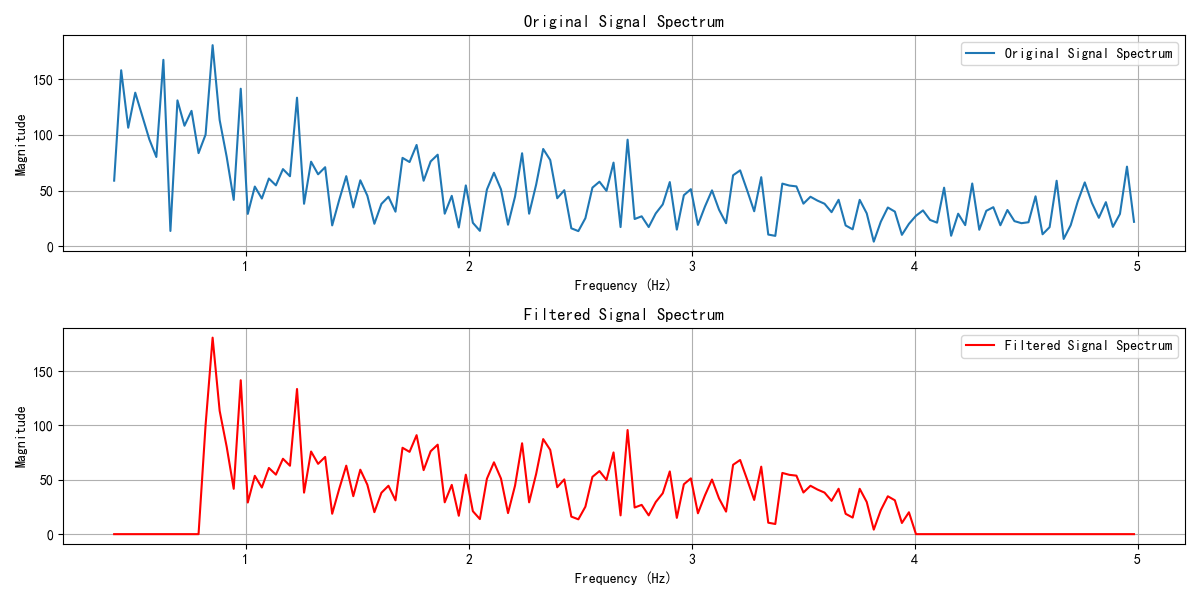 Original Signal Spectrum
Original Signal Spectrum
Magnitude
150
100
50
0
1 2 3 4 5
Frequency (Hz)
Filtered Signal Spectrum
Filtered Signal Spectrum
Magnitude
150
100
50
0
1 2 3 4 5
Frequency (Hz)